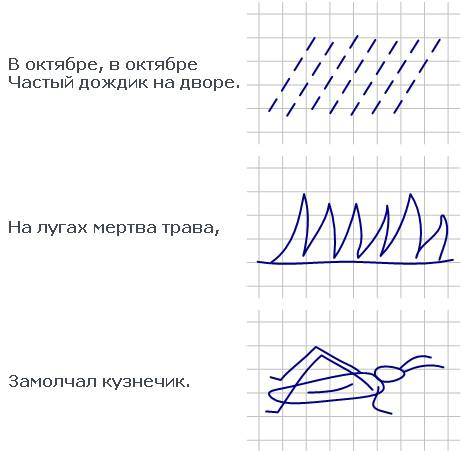 В октябре, в октябре
Частый дождик на дворе.
На лугах мертва трава,
Замолчал кузнечик.